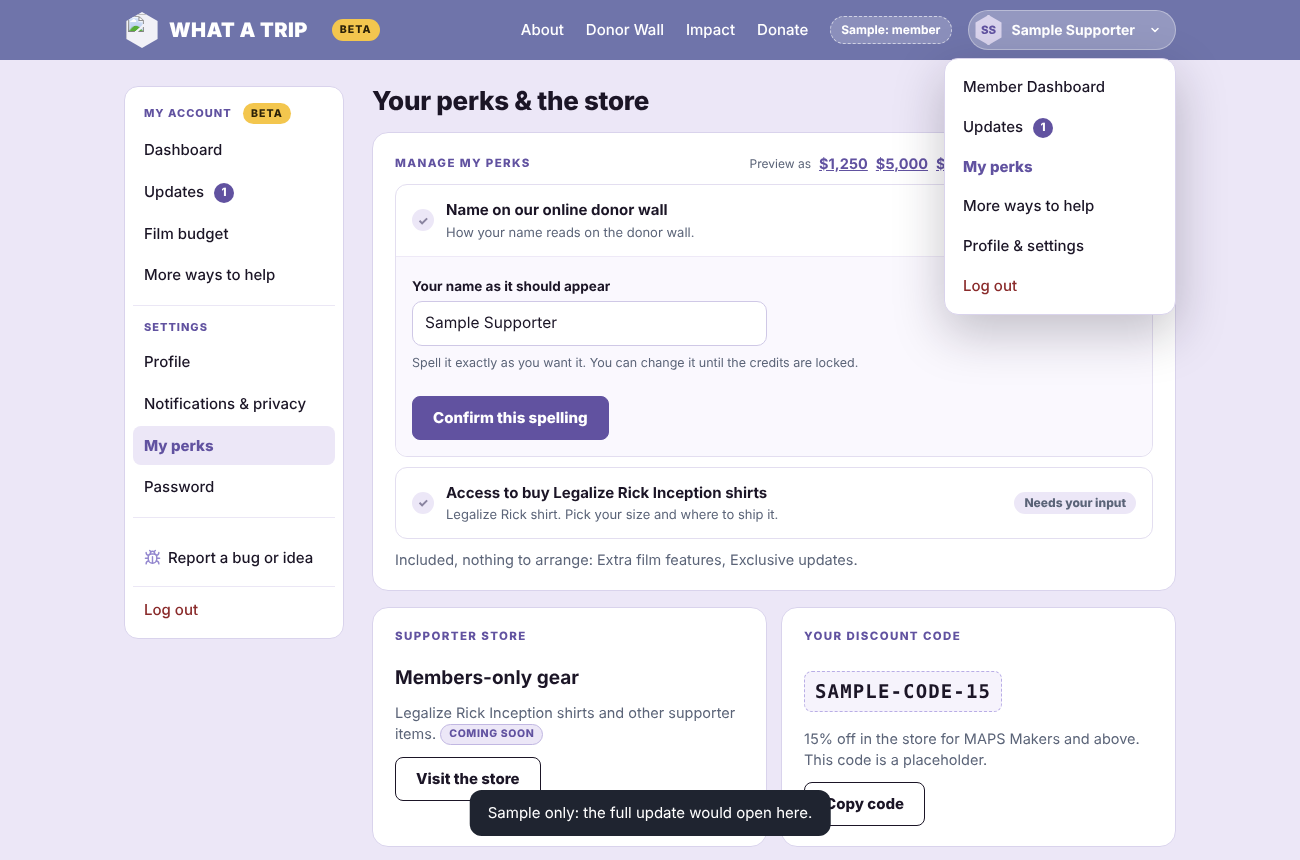 WHAT A TRIP BETA About Donor Wall Impact Donate Sample: member SS Sample Supporter
Member Dashboard
Updates 1
My perks
More ways to help
Profile & settings
Log out
MY ACCOUNT BETA
Dashboard
Updates 1
Film budget
More ways to help
SETTINGS
Profile
Notifications & privacy
My perks
Password
Report a bug or idea
Log out
Your perks & the store
MANAGE MY PERKS Preview as $1,250 $5,000 $
Name on our online donor wall
How your name reads on the donor wall.
Your name as it should appear
Sample Supporter
Spell it exactly as you want it. You can change it until the credits are locked.
Confirm this spelling
Access to buy Legalize Rick Inception shirts
Legalize Rick shirt. Pick your size and where to ship it.
Needs your input
Included, nothing to arrange: Extra film features, Exclusive updates.
SUPPORTER STORE
Members-only gear
Legalize Rick Inception shirts and other supporter
items. COMING SOON
Visit the store
YOUR DISCOUNT CODE
SAMPLE-CODE-15
15% off in the store for MAPS Makers and above.
This code is a placeholder.
Copy code
Sample only: the full update would open here.